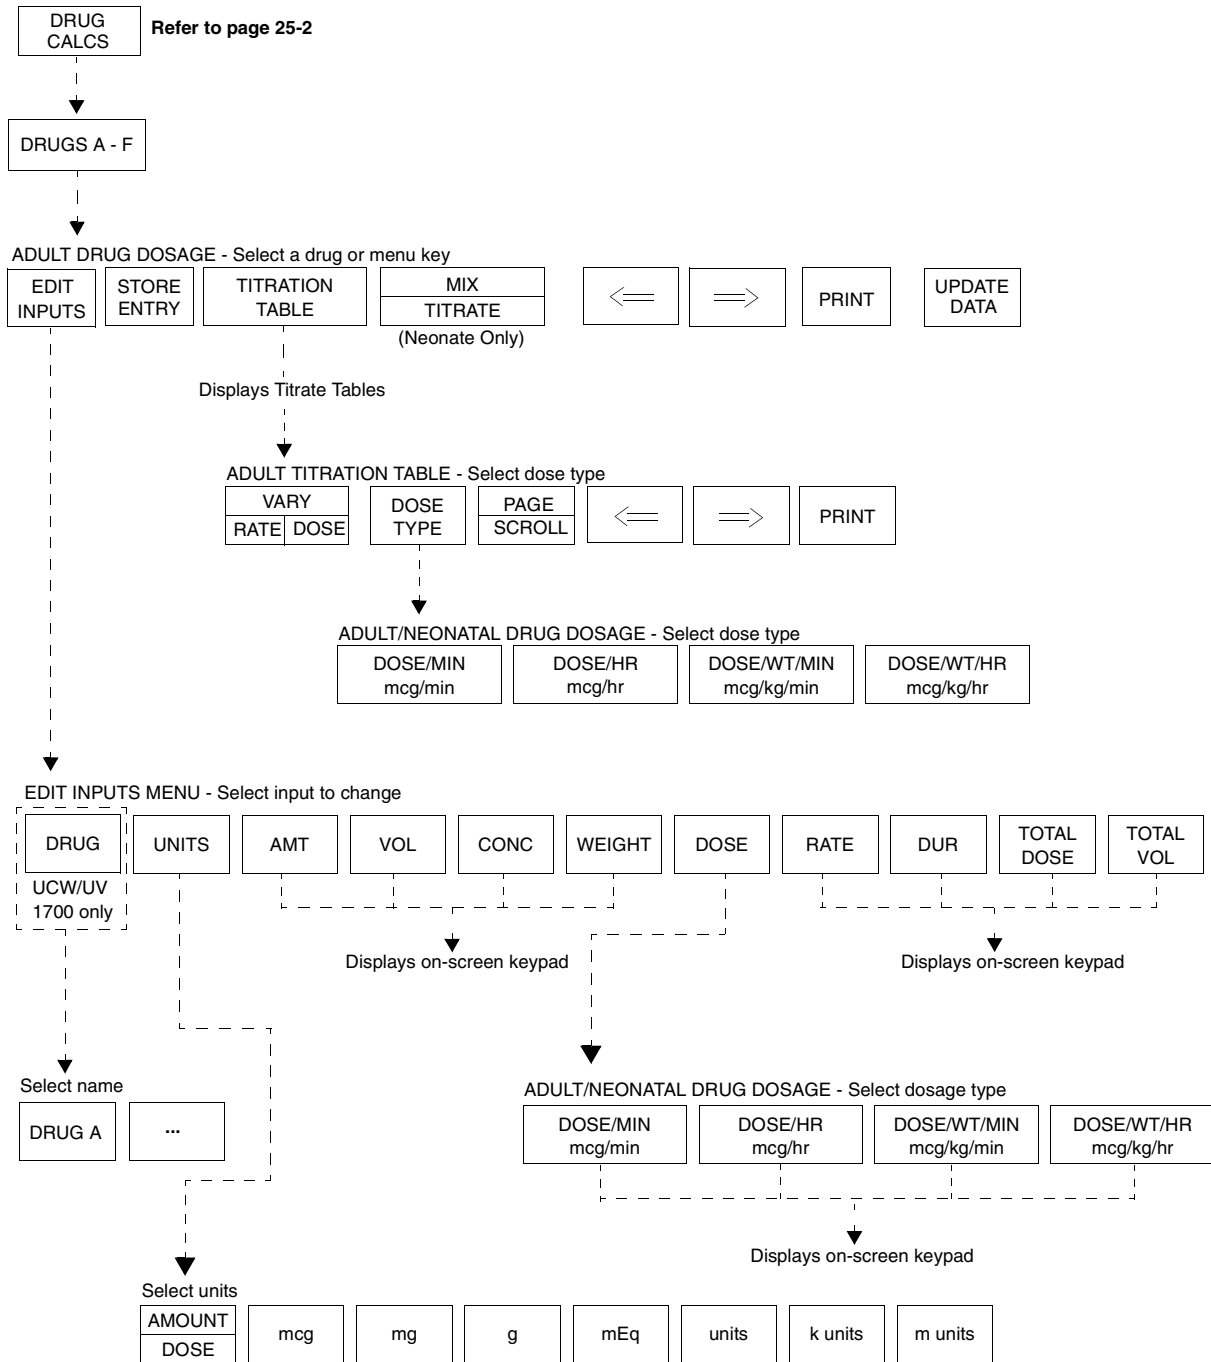 DRUG
CALCS
Refer to page 25-2
DRUGS A - F
ADULT DRUG DOSAGE - Select a drug or menu key
EDIT
INPUTS
STORE
ENTRY
TITRATION
TABLE
MIX
TITRATE
(Neonate Only)
PRINT
UPDATE
DATA
Displays Titrate Tables
ADULT TITRATION TABLE - Select dose type
VARY
RATE DOSE
DOSE
TYPE
PAGE
SCROLL
PRINT
ADULT/NEONATAL DRUG DOSAGE - Select dose type
DOSE/MIN
mcg/min
DOSE/HR
mcg/hr
DOSE/WT/MIN
mcg/kg/min
DOSE/WT/HR
mcg/kg/hr
EDIT INPUTS MENU - Select input to change
DRUG
UCW/UV
1700 only
UNITS
AMT
VOL
CONC
WEIGHT
DOSE
RATE
DUR
TOTAL
DOSE
TOTAL
VOL
Displays on-screen keypad
Displays on-screen keypad
Select name
DRUG A
...
ADULT/NEONATAL DRUG DOSAGE - Select dosage type
DOSE/MIN
mcg/min
DOSE/HR
mcg/hr
DOSE/WT/MIN
mcg/kg/min
DOSE/WT/HR
mcg/kg/hr
Displays on-screen keypad
Select units
AMOUNT
DOSE
mcg
mg
g
mEq
units
k units
m units